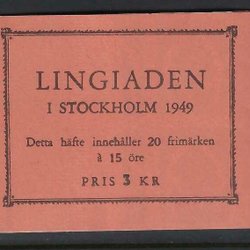 LINGIADEN
I STOCKHOLM 1949
Detta häfte innehåller 20 frimärken
à 15 öre
PRIS 3 KR